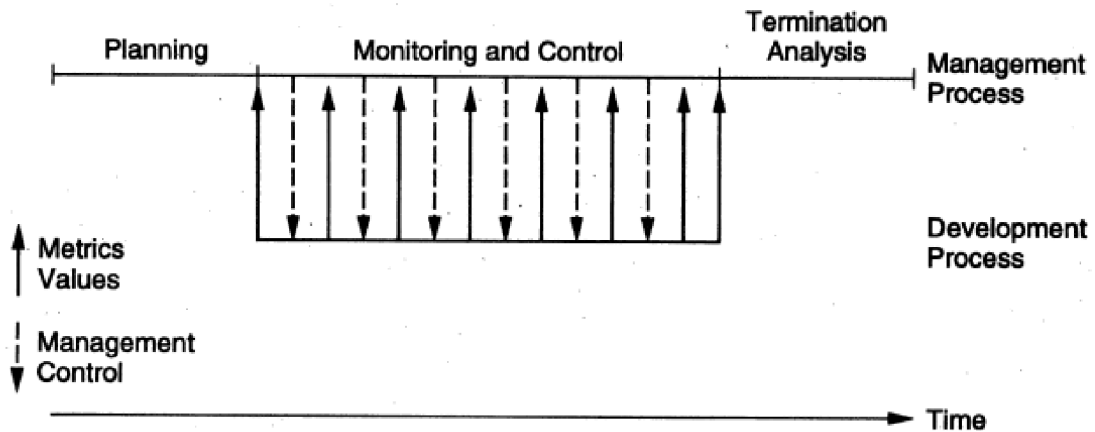 Planning
Monitoring and Control
Termination
Analysis
Management
Process
Development
Process
Metrics
Values
Management
Control
Time